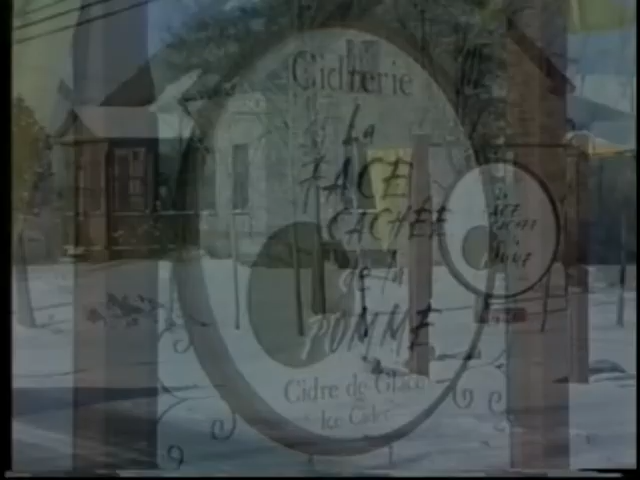 Cidrerie
La
FACE
CACHÉE
de la
POMME
Cidre de Glace
Ice Cider